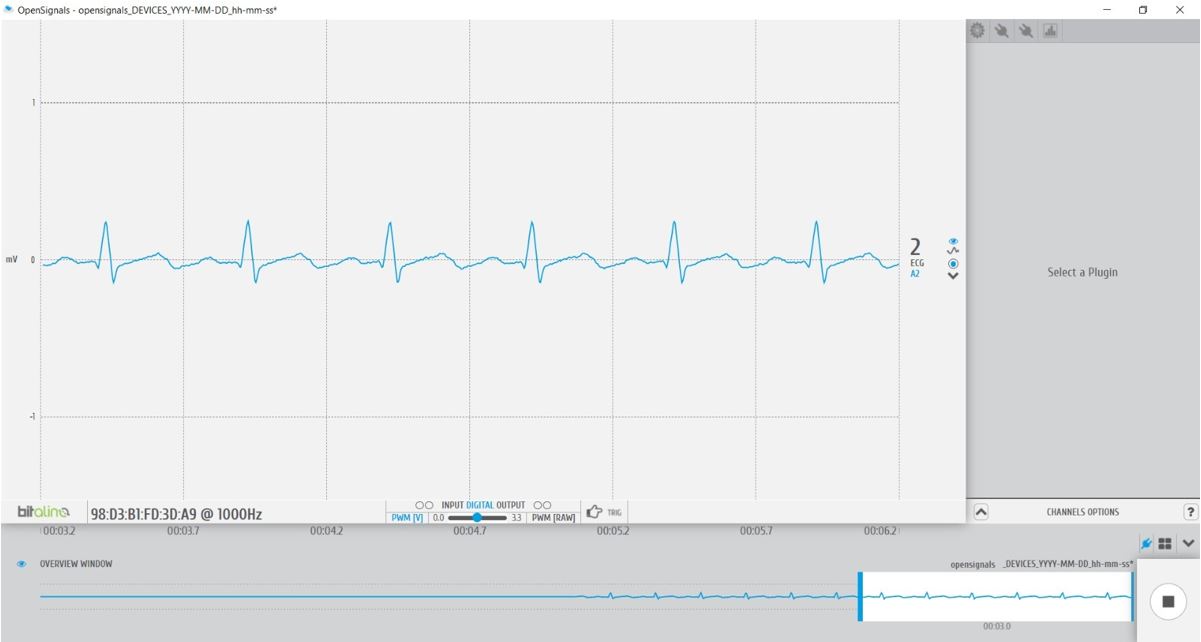 OpenSignals - opensignals_DEVICES_YYYY-MM-DD_hh-mm-ss*
1
mV 0
-1
2
ECG
A2
Select a Plugin
bitalino 98:D3:B1:FD:3D:A9 @ 1000Hz
INPUT DIGITAL OUTPUT
PWM [V] 0.0 3.3 PWM [RAW]
TRIG
CHANNELS OPTIONS ?
00:03.2 00:03.7 00:04.2 00:04.7 00:05.2 00:05.7 00:06.2
OVERVIEW WINDOW
opensignals _DEVICES_YYYY-MM-DD_hh-mm-ss*
00:03.0